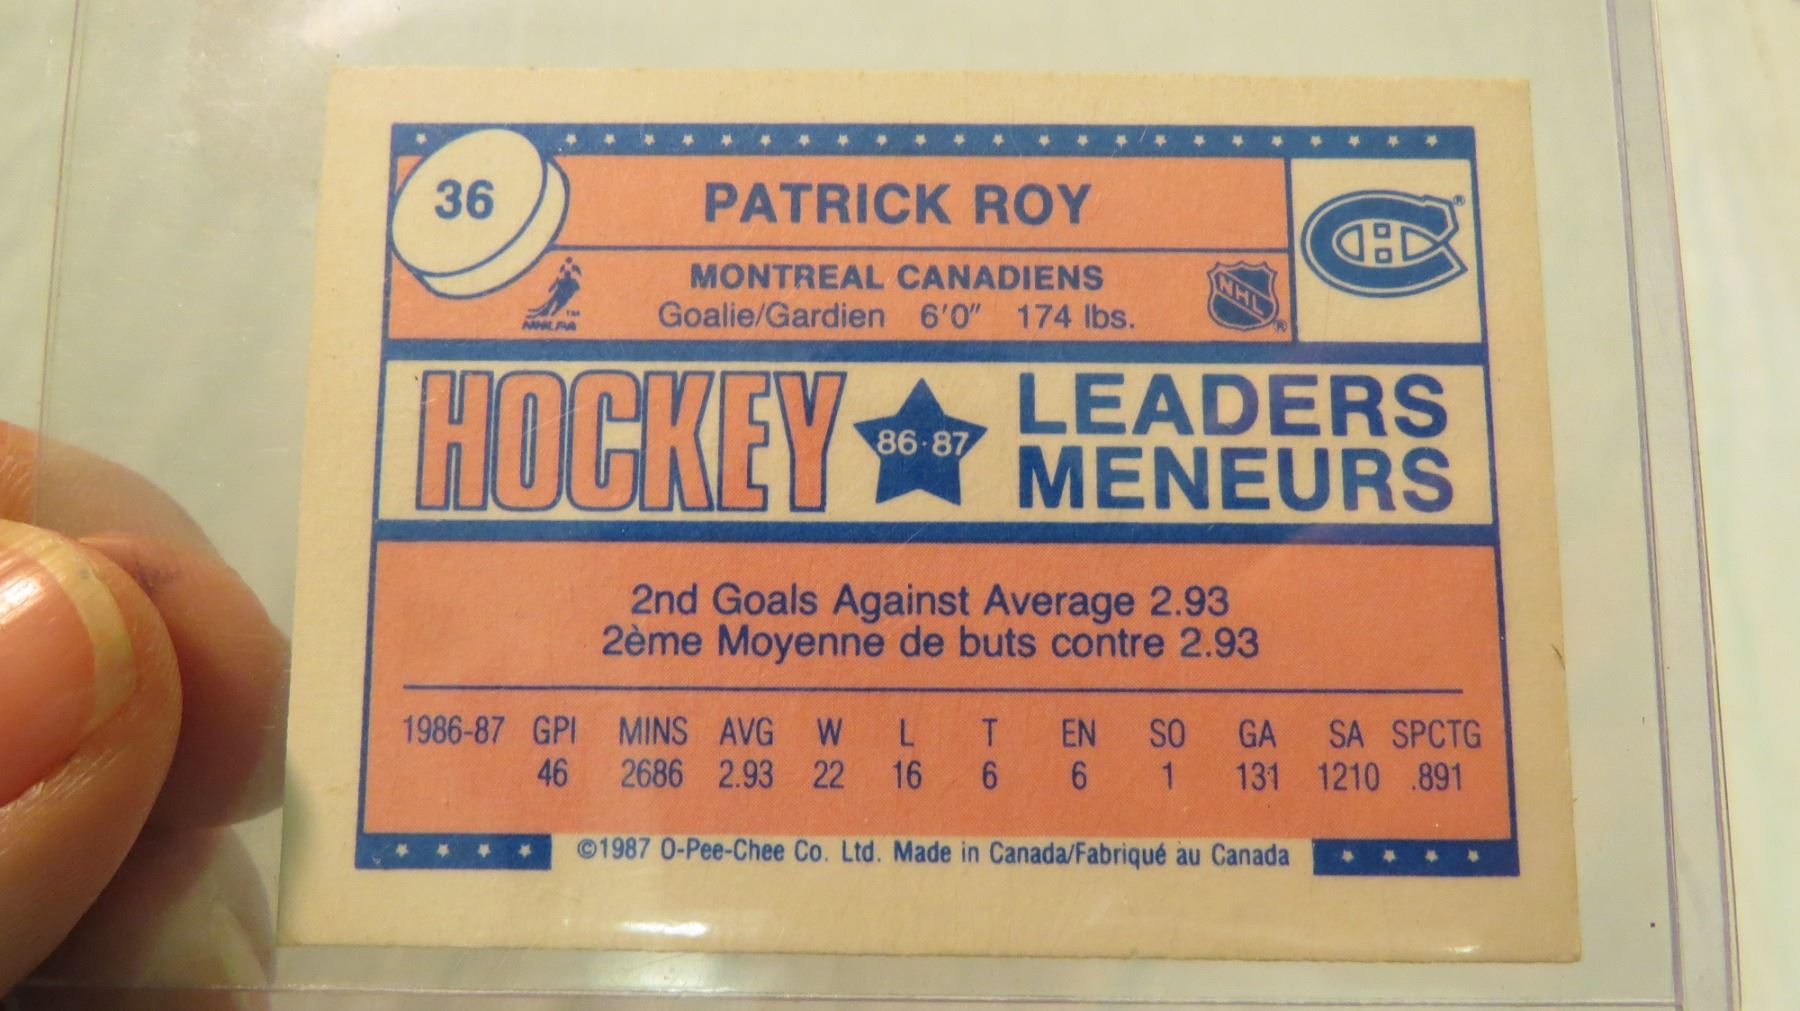 36
PATRICK ROY
MONTREAL CANADIENS
Goalie/Gardien 6'0" 174 lbs.
NHLPA™
NHL®
®
HOCKEY 86·87 LEADERS
MENEURS
2nd Goals Against Average 2.93
2ème Moyenne de buts contre 2.93
1986-87 GPI MINS AVG W L T EN SO GA SA SPCTG
46 2686 2.93 22 16 6 6 1 131 1210 .891
©1987 O-Pee-Chee Co. Ltd. Made in Canada/Fabriqué au Canada